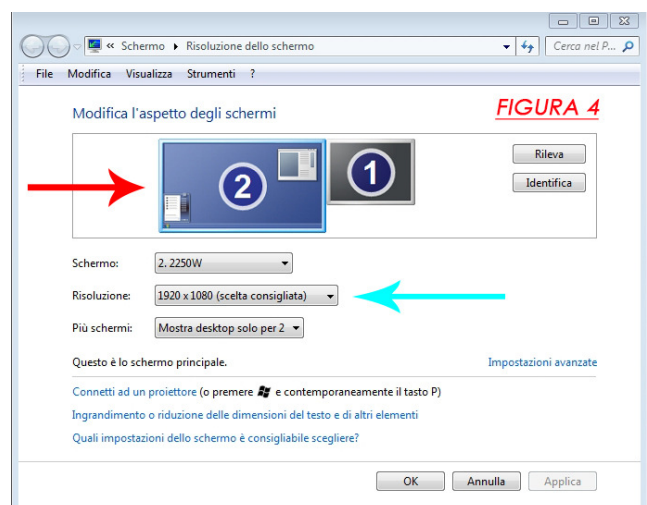 « Schermo ▸ Risoluzione dello schermo
Cerca nel P...
File Modifica Visualizza Strumenti ?
Modifica l'aspetto degli schermi
FIGURA 4
2
1
Rileva
Identifica
Schermo: 2. 2250W
Risoluzione: 1920 x 1080 (scelta consigliata)
Più schermi: Mostra desktop solo per 2
Questo è lo schermo principale.
Impostazioni avanzate
Connetti ad un proiettore (o premere e contemporaneamente il tasto P)
Ingrandimento o riduzione delle dimensioni del testo e di altri elementi
Quali impostazioni dello schermo è consigliabile scegliere?
OK Annulla Applica